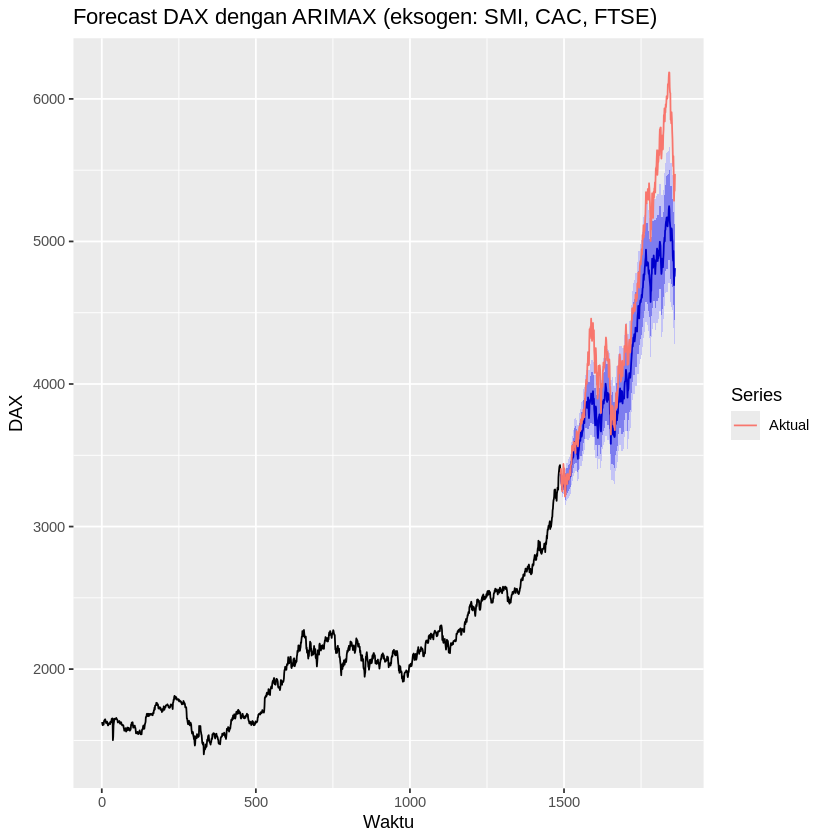 Forecast DAX dengan ARIMAX (eksogen: SMI, CAC, FTSE)
6000
5000
4000
3000
2000
DAX
0
500
1000
1500
Waktu
Series
Aktual